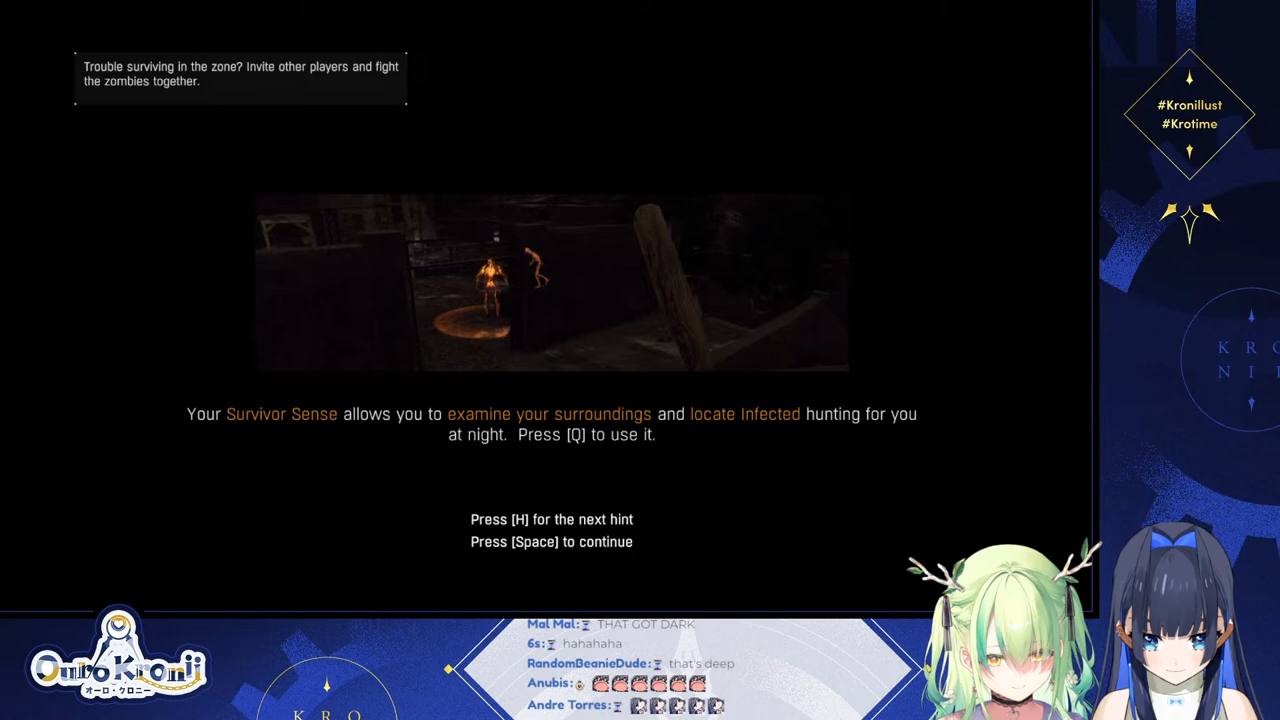 Trouble surviving in the zone? Invite other players and fight
the zombies together.
#Kronillust
#Krotime
Your Survivor Sense allows you to examine your surroundings and locate Infected hunting for you
at night. Press [Q] to use it.
Press [H] for the next hint
Press [Space] to continue
K R O
N I I
Ouro Kronii
オーロ・クロニー
K R O
Mal Mal: THAT GOT DARK
6s: hahahaha
RandomBeanieDude: that's deep
Anubis:
Andre Torres: